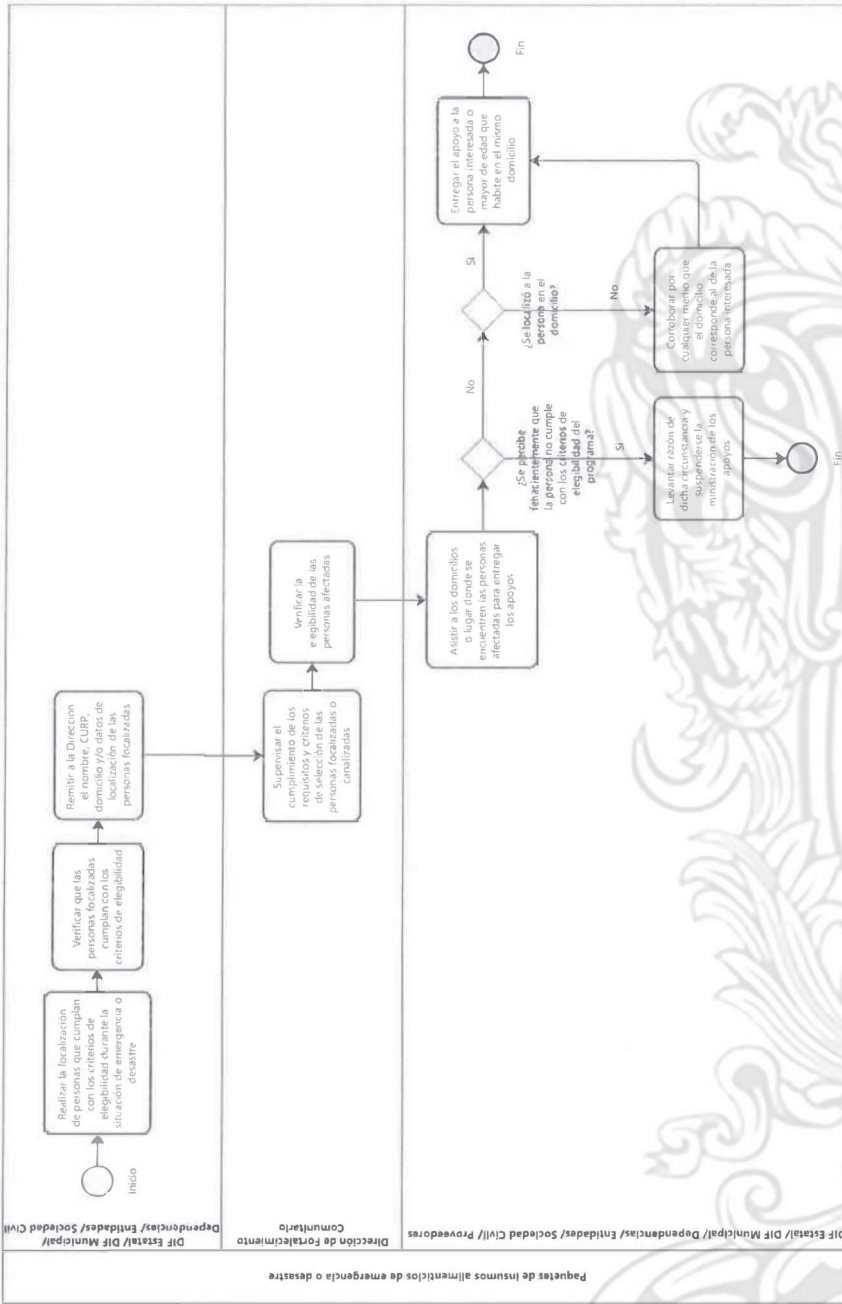 Paquetes de insumos alimenticios de emergencia o desastre
DIF Estatal/ DIF Municipal/
Dependencias/ Entidades/ Sociedad Civil
Inicio
Realizar la focalización
de personas que cumplan
con los criterios de
elegibilidad durante la
situación de emergencia o
desastre
Verificar que las
personas focalizadas
cumplan con los
criterios de elegibilidad
Remitir a la Dirección
el nombre, CURP,
domicilio y/o datos de
localización de las
personas focalizadas
Dirección de Fortalecimiento
Comunitario
Supervisar el
cumplimiento de los
requisitos y criterios
de selección de las
personas focalizadas o
canalizadas
Verificar la
elegibilidad de las
personas afectadas
DIF Estatal/ DIF Municipal/ Dependencias/ Entidades/ Sociedad Civil/ Proveedores
Asistir a los domicilios
o lugar donde se
encuentren las personas
afectadas para entregar
los apoyos
¿Se percibe
fehacientemente que
la persona no cumple
con los criterios de
elegibilidad del
programa?
No
Si
Levantar razón de
dicha circunstancia y
suspenderse la
ministración de los
apoyos
Fin
¿Se localizó a la
persona en el
domicilio?
Si
No
Corroborar por
cualquier medio que
el domicilio
corresponde al de la
persona interesada
Entregar el apoyo a la
persona interesada o
mayor de edad que
habite en el mismo
domicilio
Fin